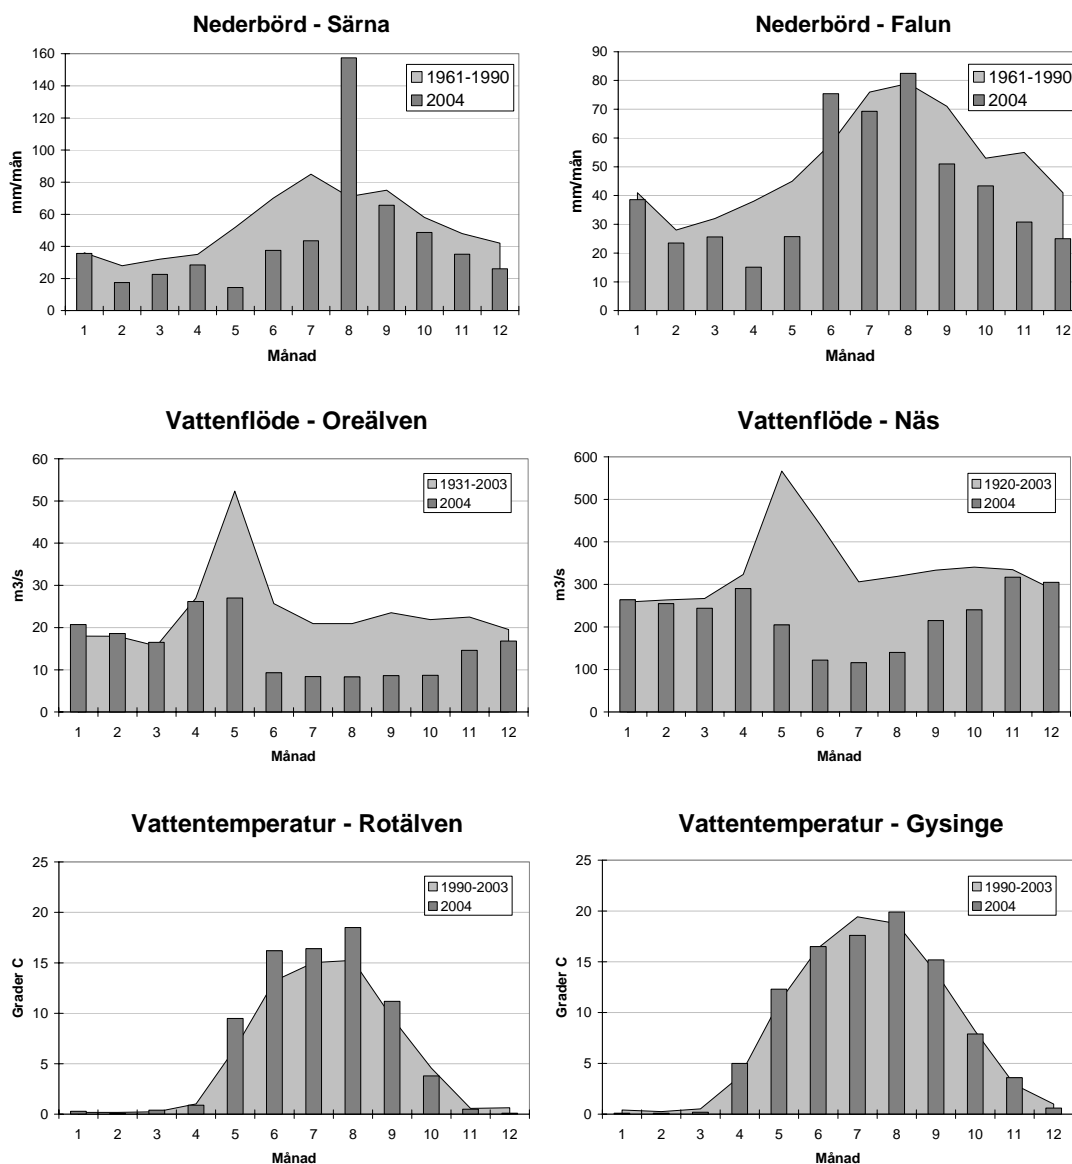 Nederbörd - Särna
160
140
120
100
80
60
40
20
0
mm/mån
1961-1990
2004
1 2 3 4 5 6 7 8 9 10 11 12
Månad
Nederbörd - Falun
90
80
70
60
50
40
30
20
10
0
mm/mån
1961-1990
2004
1 2 3 4 5 6 7 8 9 10 11 12
Månad
Vattenflöde - Oreälven
60
50
40
30
20
10
0
m3/s
1931-2003
2004
1 2 3 4 5 6 7 8 9 10 11 12
Månad
Vattenflöde - Näs
600
500
400
300
200
100
0
m3/s
1920-2003
2004
1 2 3 4 5 6 7 8 9 10 11 12
Månad
Vattentemperatur - Rotälven
25
20
15
10
5
0
Grader C
1990-2003
2004
1 2 3 4 5 6 7 8 9 10 11 12
Månad
Vattentemperatur - Gysinge
25
20
15
10
5
0
Grader C
1990-2003
2004
1 2 3 4 5 6 7 8 9 10 11 12
Månad